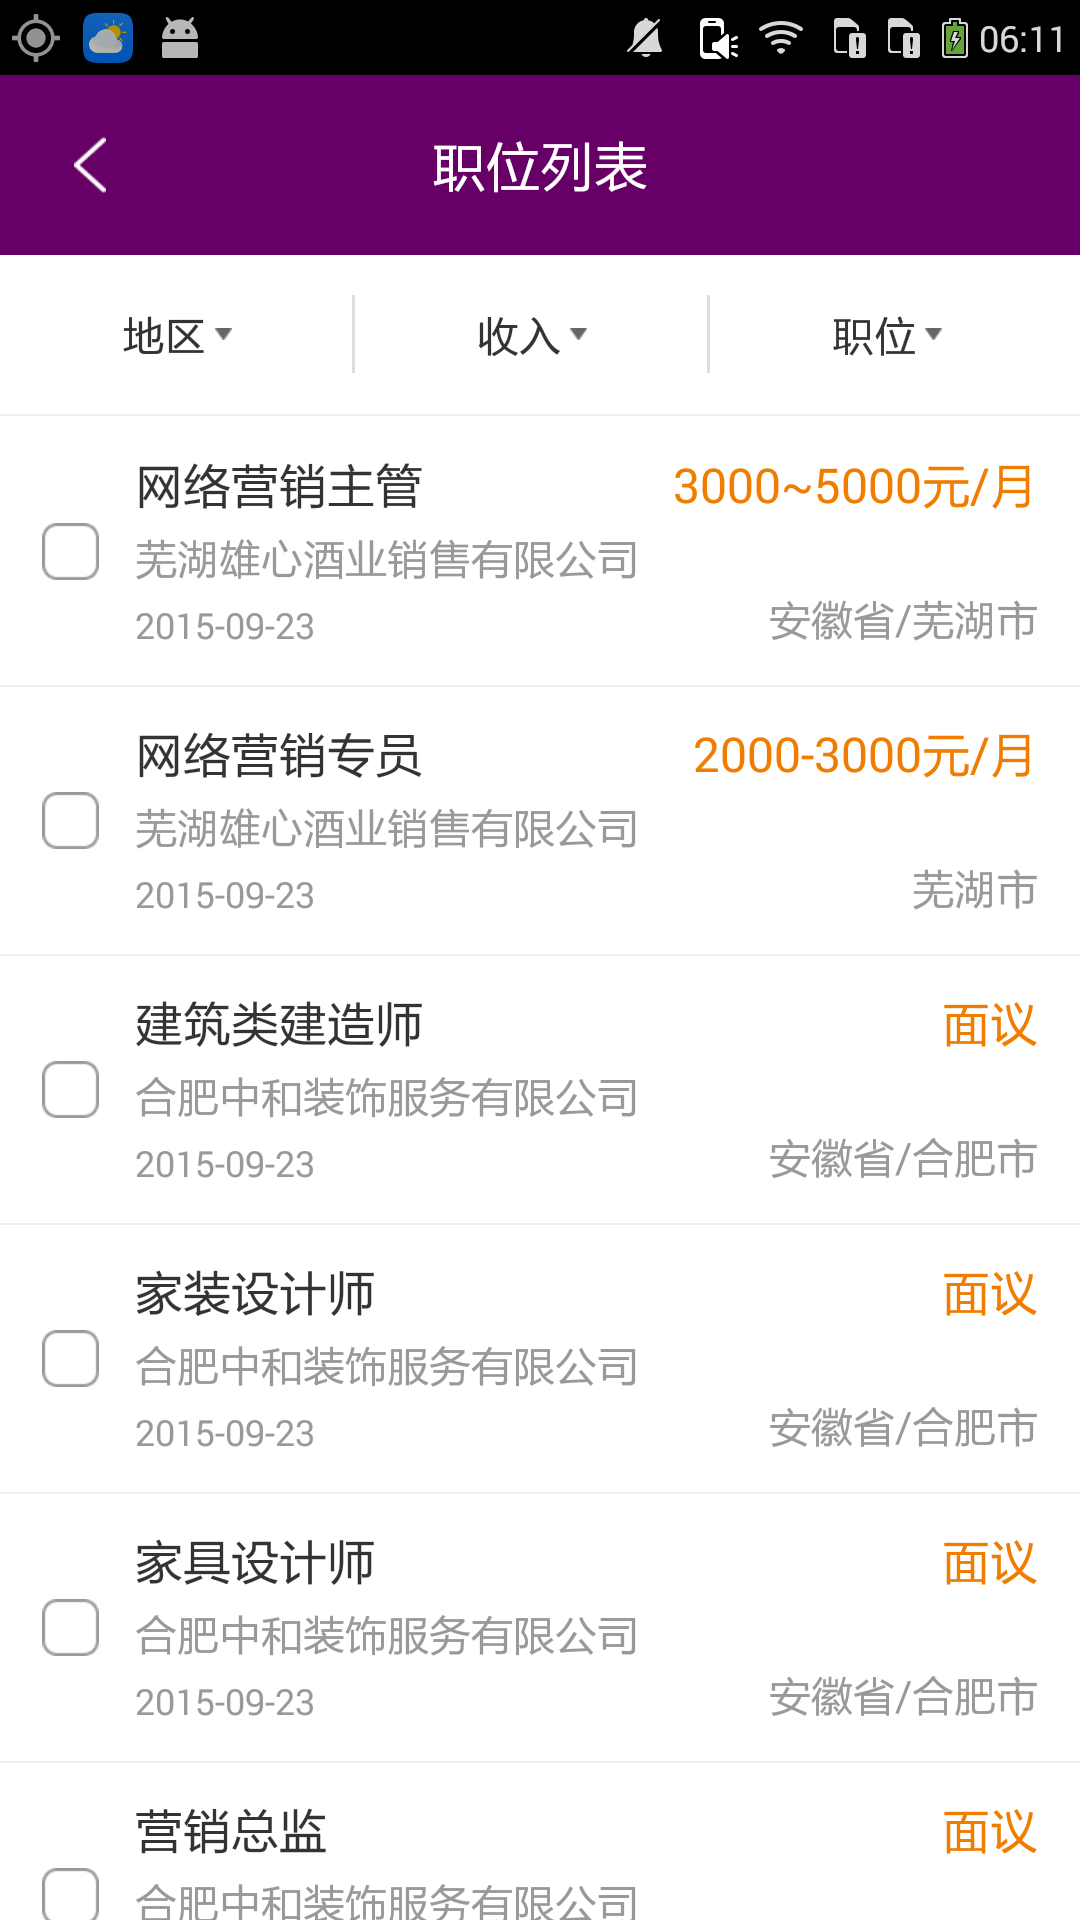 06:11
职位列表
地区 收入 职位
网络营销主管 3000~5000元/月
芜湖雄心酒业销售有限公司
2015-09-23 安徽省/芜湖市
网络营销专员 2000-3000元/月
芜湖雄心酒业销售有限公司
2015-09-23 芜湖市
建筑类建造师 面议
合肥中和装饰服务有限公司
2015-09-23 安徽省/合肥市
家装设计师 面议
合肥中和装饰服务有限公司
2015-09-23 安徽省/合肥市
家具设计师 面议
合肥中和装饰服务有限公司
2015-09-23 安徽省/合肥市
营销总监 面议
合肥中和装饰服务有限公司